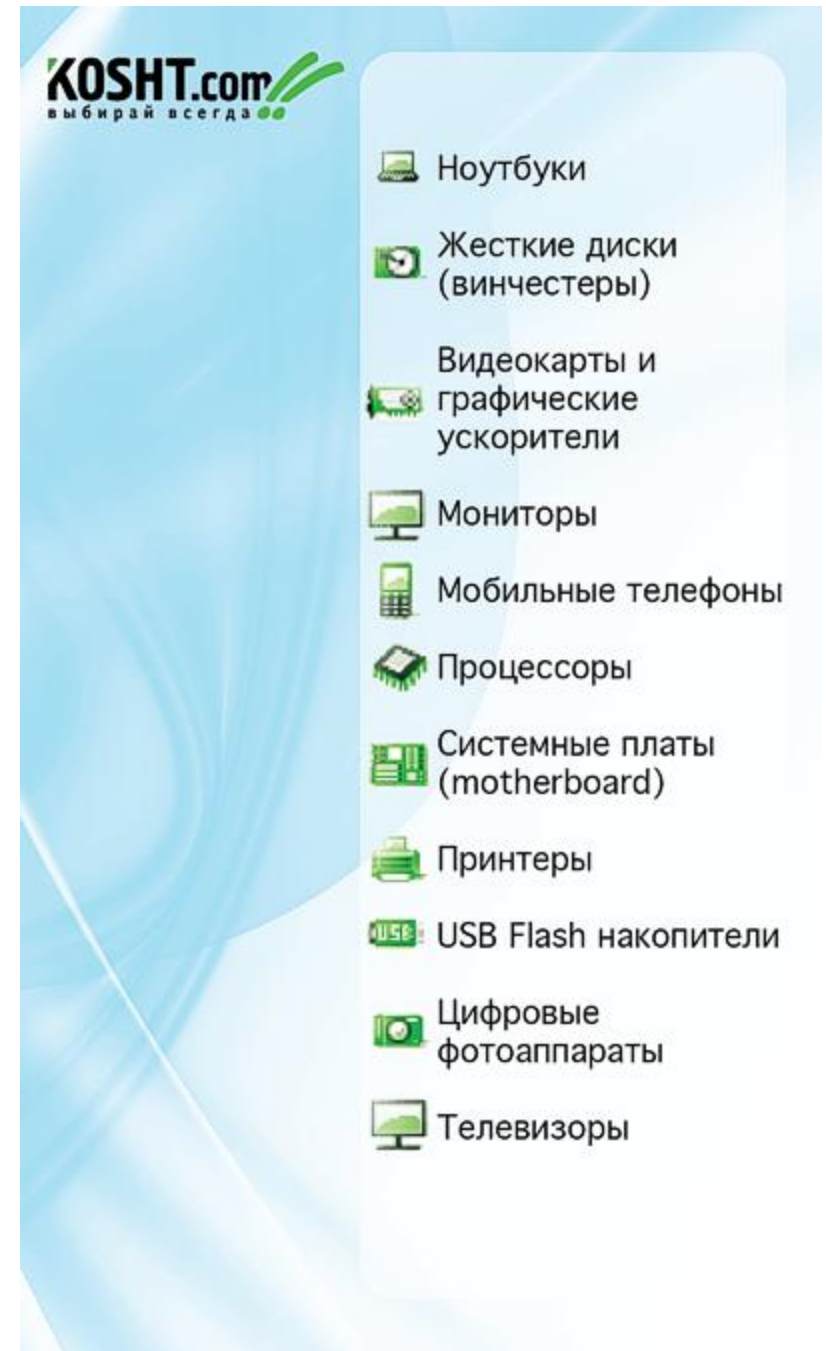 KOSHT.com
выбирай всегда
Ноутбуки
Жесткие диски
(винчестеры)
Видеокарты и
графические
ускорители
Мониторы
Мобильные телефоны
Процессоры
Системные платы
(motherboard)
Принтеры
USB
USB Flash накопители
Цифровые
фотоаппараты
Телевизоры